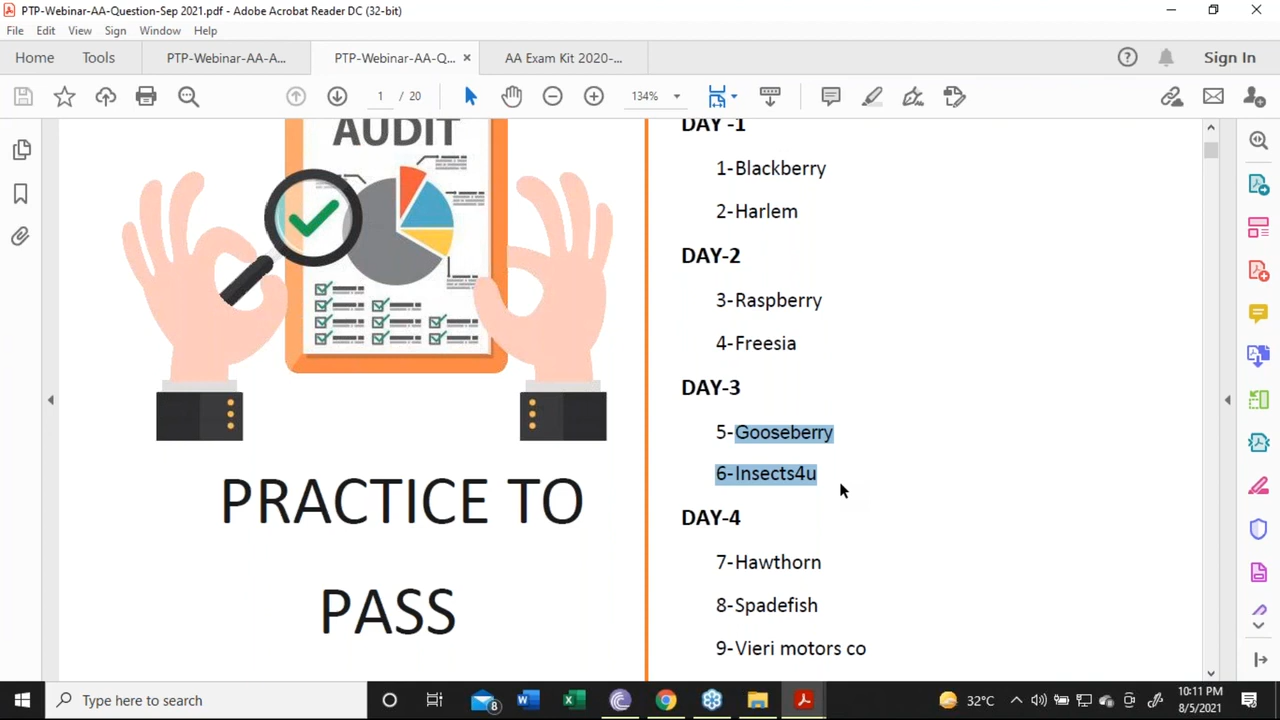 PTP-Webinar-AA-Question-Sep 2021.pdf - Adobe Acrobat Reader DC (32-bit)
File Edit View Sign Window Help
Home Tools PTP-Webinar-AA-A... PTP-Webinar-AA-Q... × AA Exam Kit 2020-... Sign In
1 / 20 134%
AUDIT
PRACTICE TO
PASS
DAY -1
1-Blackberry
2-Harlem
DAY-2
3-Raspberry
4-Freesia
DAY-3
5-Gooseberry
6-Insects4u
DAY-4
7-Hawthorn
8-Spadefish
9-Vieri motors co
Type here to search
8
32°C
10:11 PM
8/5/2021